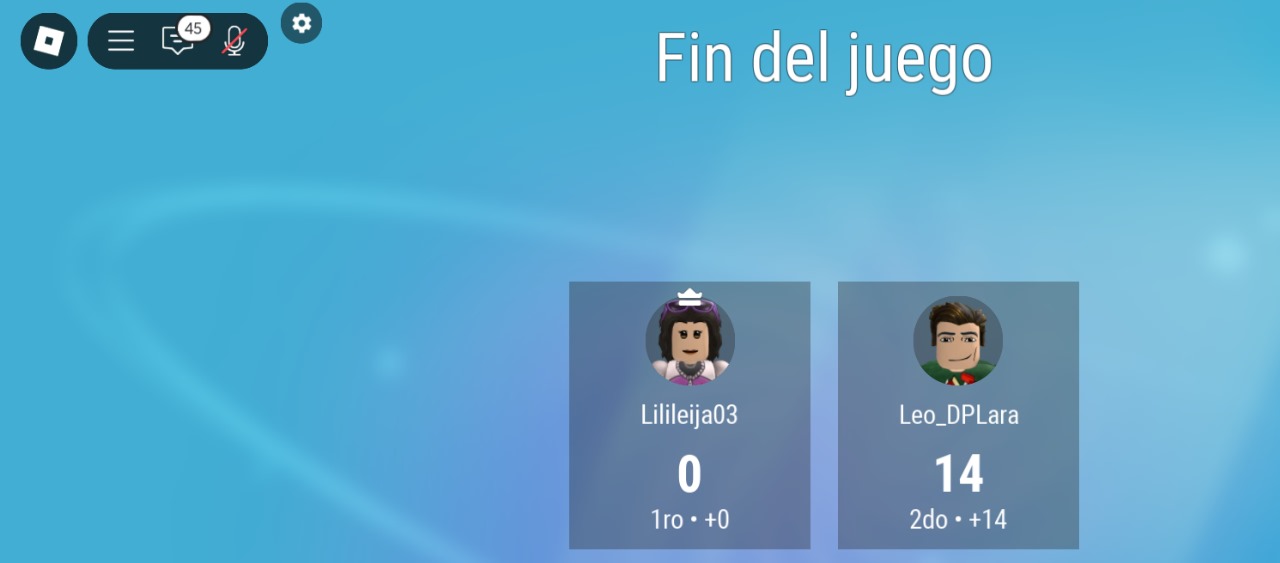 45
Fin del juego
Lilileija03
0
1ro • +0
Leo_DPLara
14
2do • +14